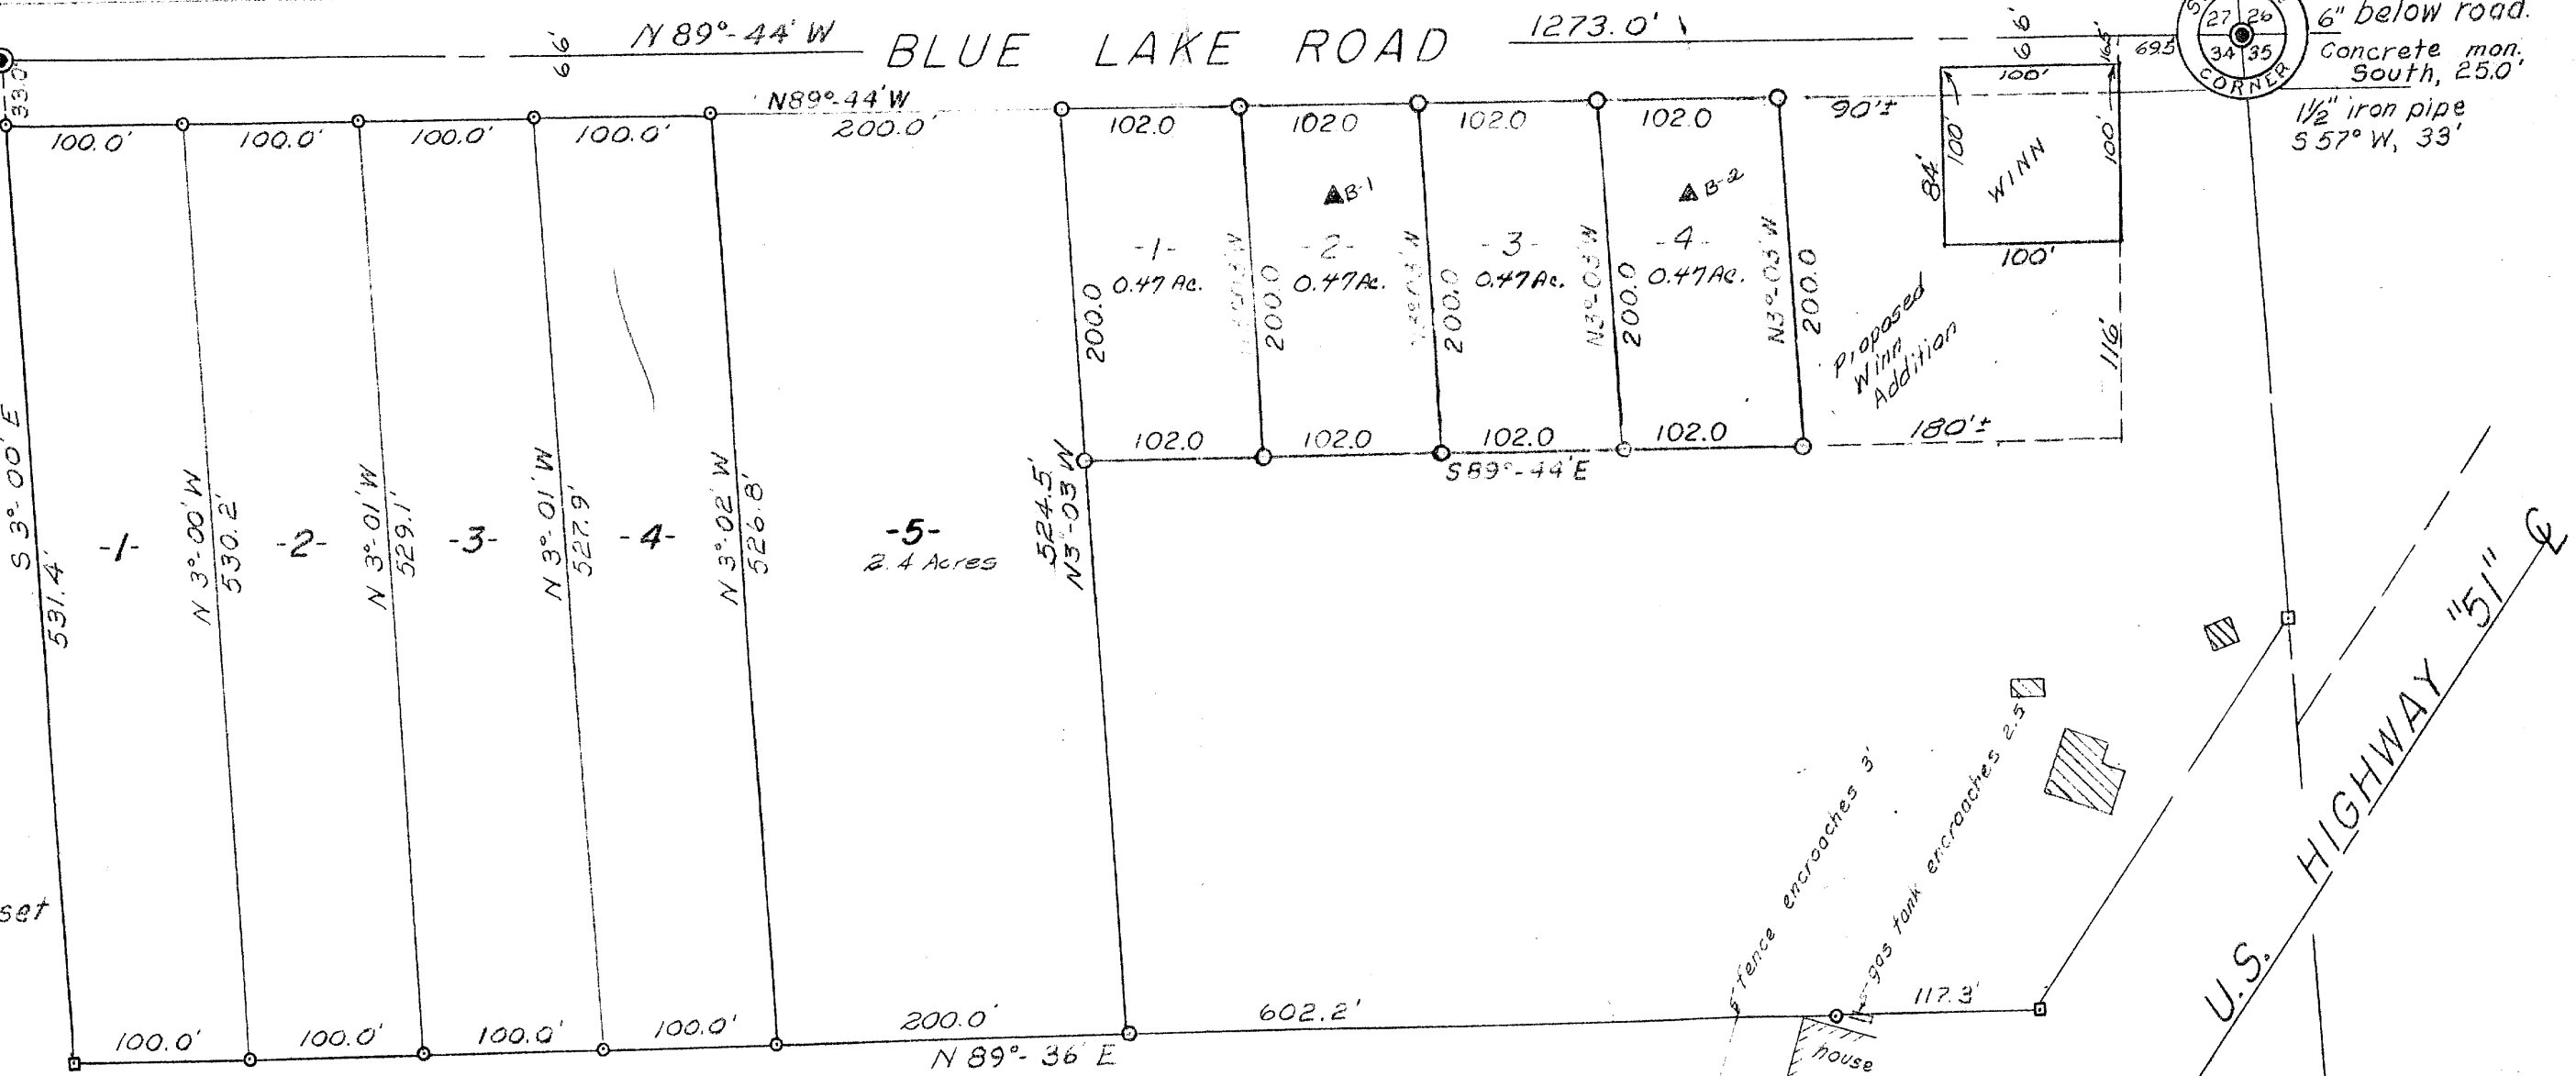 N 89°-44' W
BLUE LAKE ROAD
1273.0'
66'
66'
16.5'
69.5
27 26
34 35
CORNER
6" below road.
Concrete mon.
South, 25.0'
1½" iron pipe
S 57° W, 33'
33.0'
N89°-44'W
100.0'
100.0'
100.0'
100.0'
200.0'
102.0
102.0
102.0
102.0
90'±
100'
100'
100'
84'
WINN
100'
▲B-1
▲B-2
-1-
0.47 Ac.
-2-
0.47Ac.
-3-
0.47Ac.
-4-
0.47Ac.
200.0
200.0
200.0
N3°-03'W
200.0
N3°-03'W
200.0
Proposed
Winn
Addition
116'
180'±
102.0
102.0
102.0
102.0
S89°-44'E
S 3°-00' E
531.4'
-1-
N 3°-00' W
530.2'
-2-
N 3°-01' W
529.1'
-3-
N 3°-01' W
527.9'
-4-
N 3°-02' W
526.8'
-5-
2.4 Acres
524.5'
N3°-03' W
U.S. HIGHWAY "51" ℄
set
fence encroaches 3'
gas tank encroaches 2.5'
house
100.0'
100.0'
100.0'
100.0'
200.0'
602.2'
117.3'
N 89°-36' E